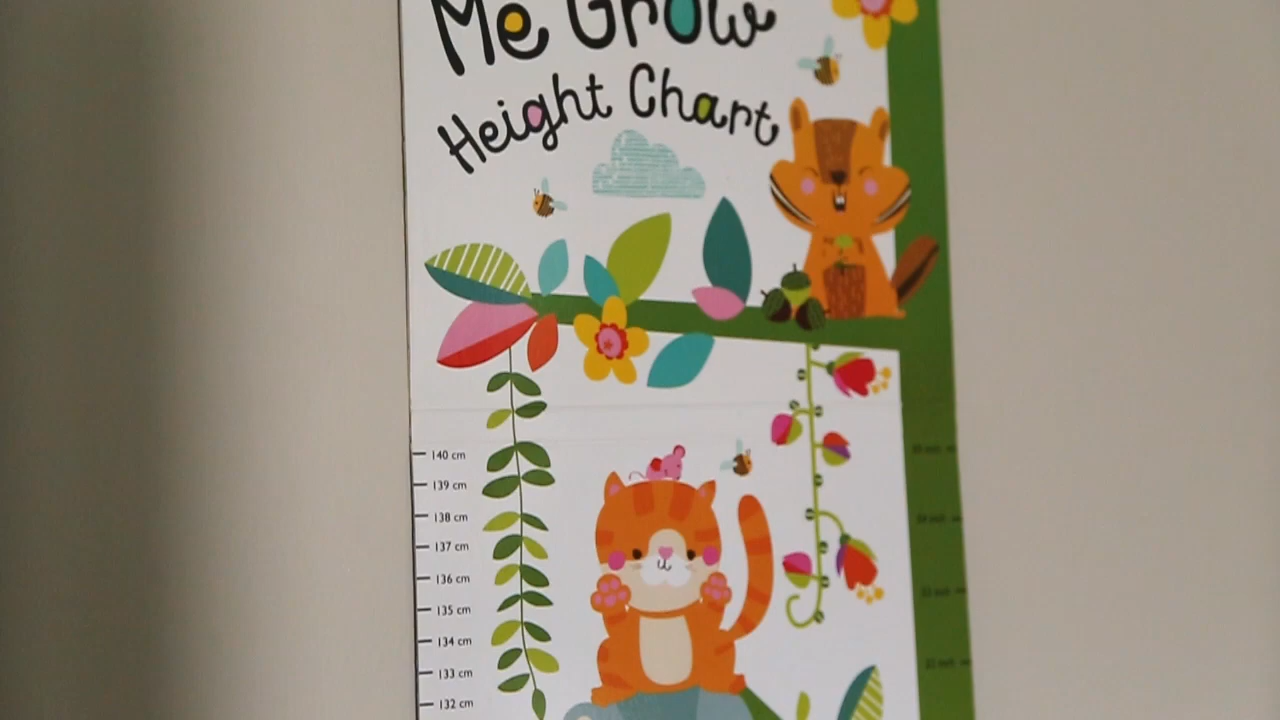 Me Grow
Height Chart
140 cm
139 cm
138 cm
137 cm
136 cm
135 cm
134 cm
133 cm
132 cm